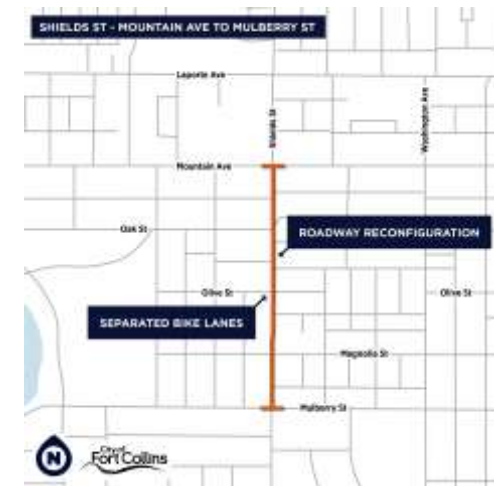 SHIELDS ST - MOUNTAIN AVE TO MULBERRY ST
Laporte Ave
Shields St
Washington Ave
Mountain Ave
Oak St
ROADWAY RECONFIGURATION
Olive St
Olive St
SEPARATED BIKE LANES
Magnolia St
Mulberry St
N
City of
Fort Collins